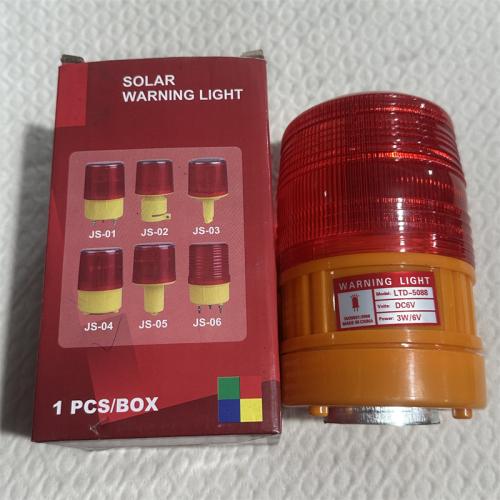 SOLAR
WARNING LIGHT
JS-01 JS-02 JS-03
JS-04 JS-05 JS-06
1 PCS/BOX
WARNING LIGHT
Model: LTD-5088
Volts: DC6V
Power: 3W/6V
MADE IN CHINA